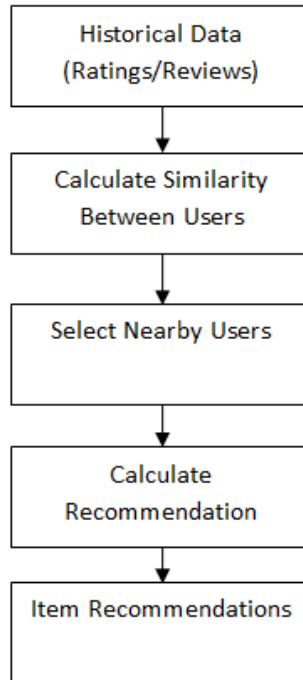 Historical Data
(Ratings/Reviews)
Calculate Similarity
Between Users
Select Nearby Users
Calculate
Recommendation
Item Recommendations